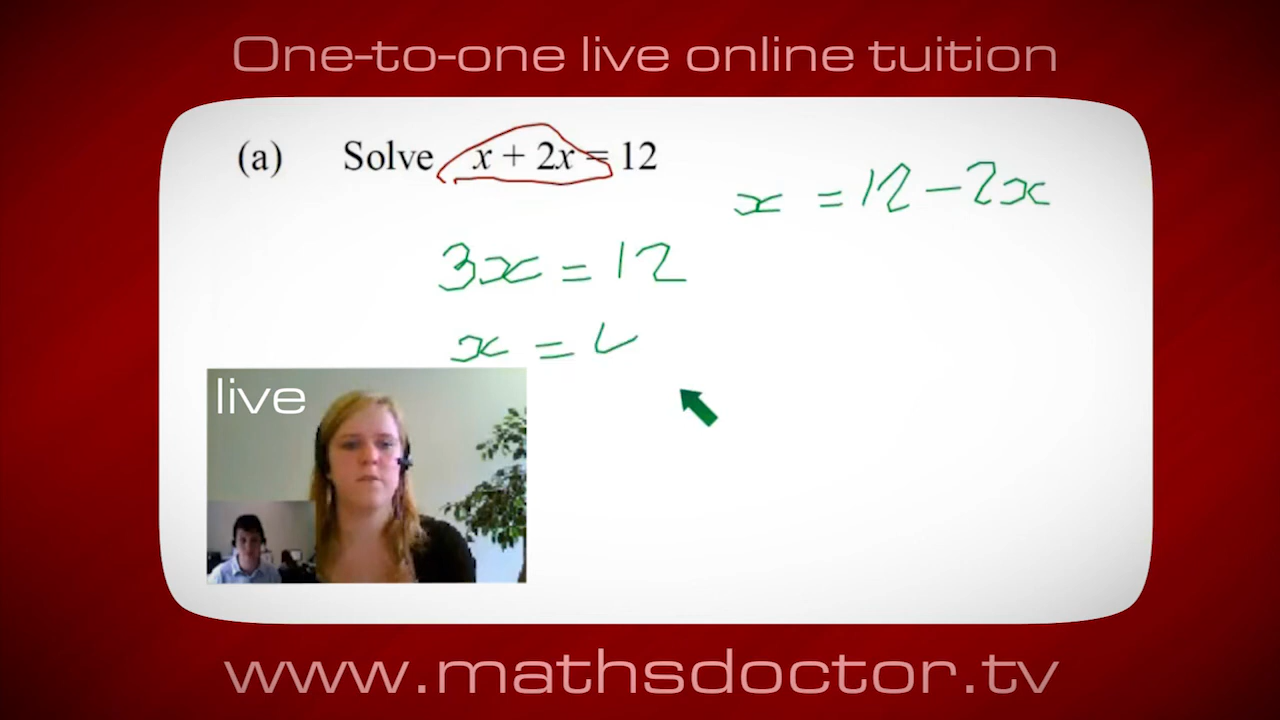 One-to-one live online tuition
(a) Solve x + 2x = 12
x = 12 - 2x
3x = 12
x = 4
live
www.mathsdoctor.tv